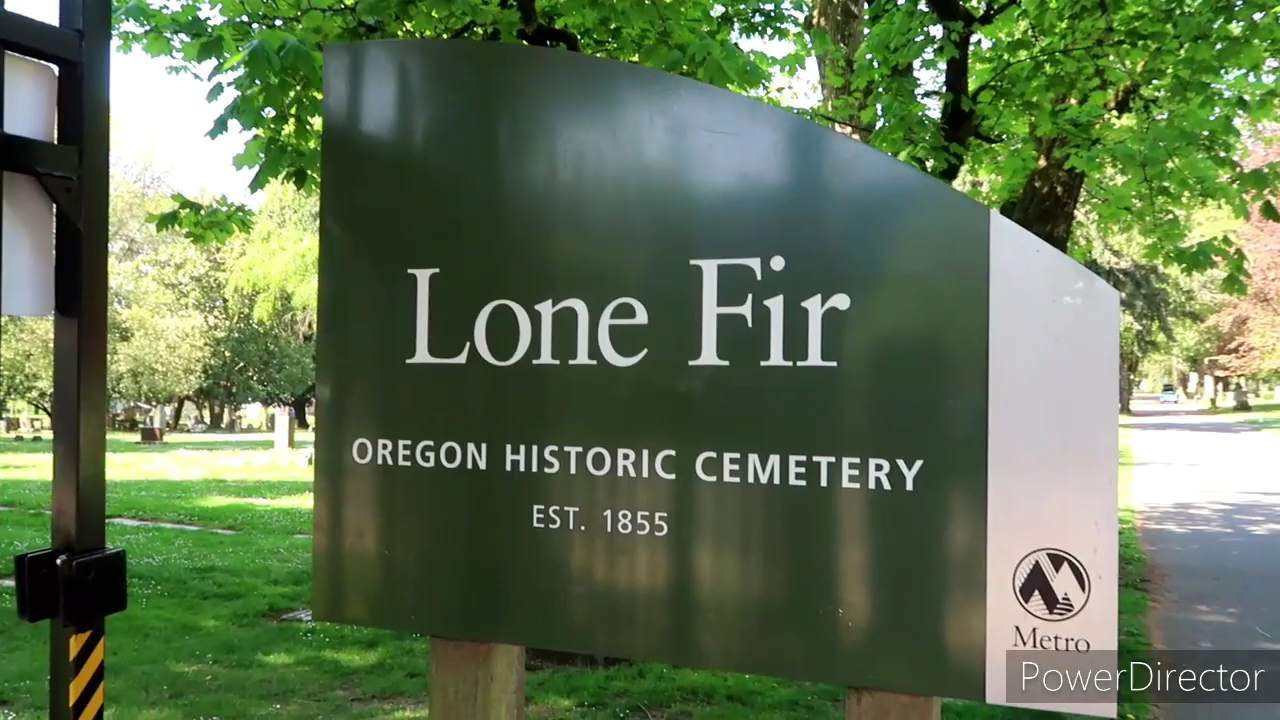 Lone Fir
OREGON HISTORIC CEMETERY
EST. 1855
Metro
PowerDirector